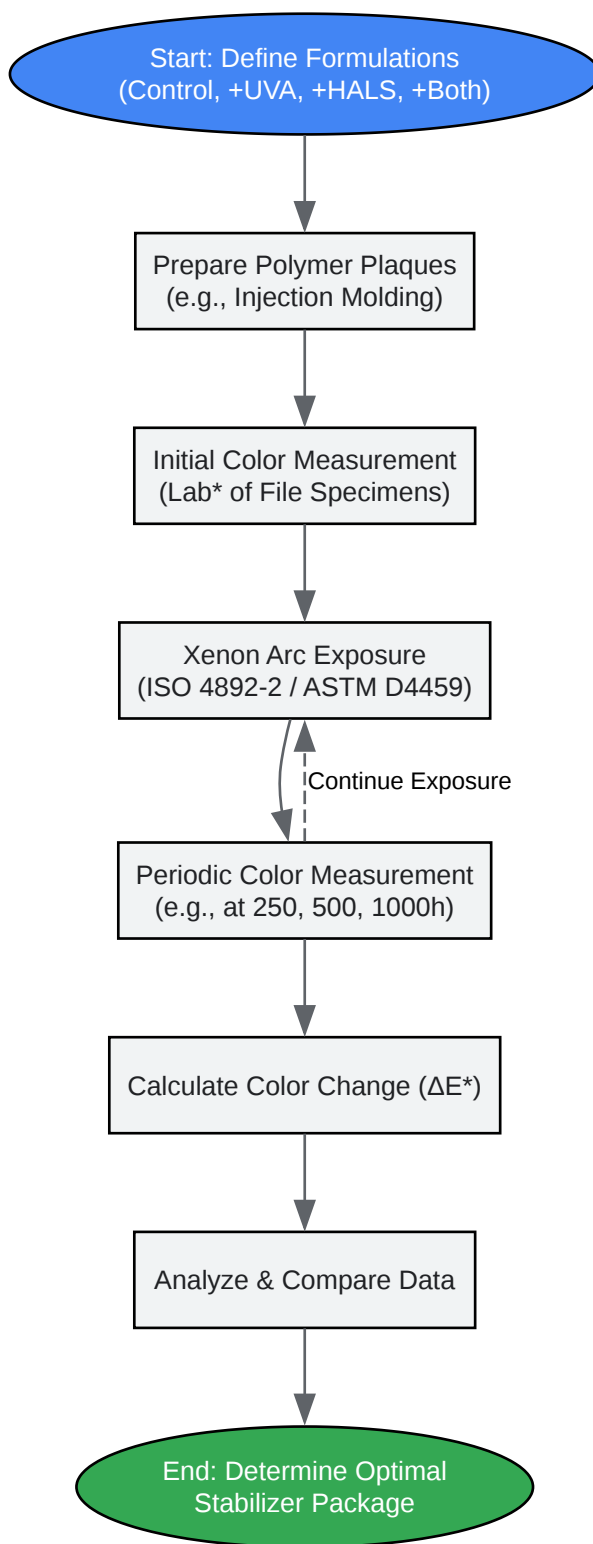 Start: Define Formulations
(Control, +UVA, +HALS, +Both)
Prepare Polymer Plaques
(e.g., Injection Molding)
Initial Color Measurement
(Lab* of File Specimens)
Xenon Arc Exposure
(ISO 4892-2 / ASTM D4459)
Continue Exposure
Periodic Color Measurement
(e.g., at 250, 500, 1000h)
Calculate Color Change (ΔE*)
Analyze & Compare Data
End: Determine Optimal
Stabilizer Package